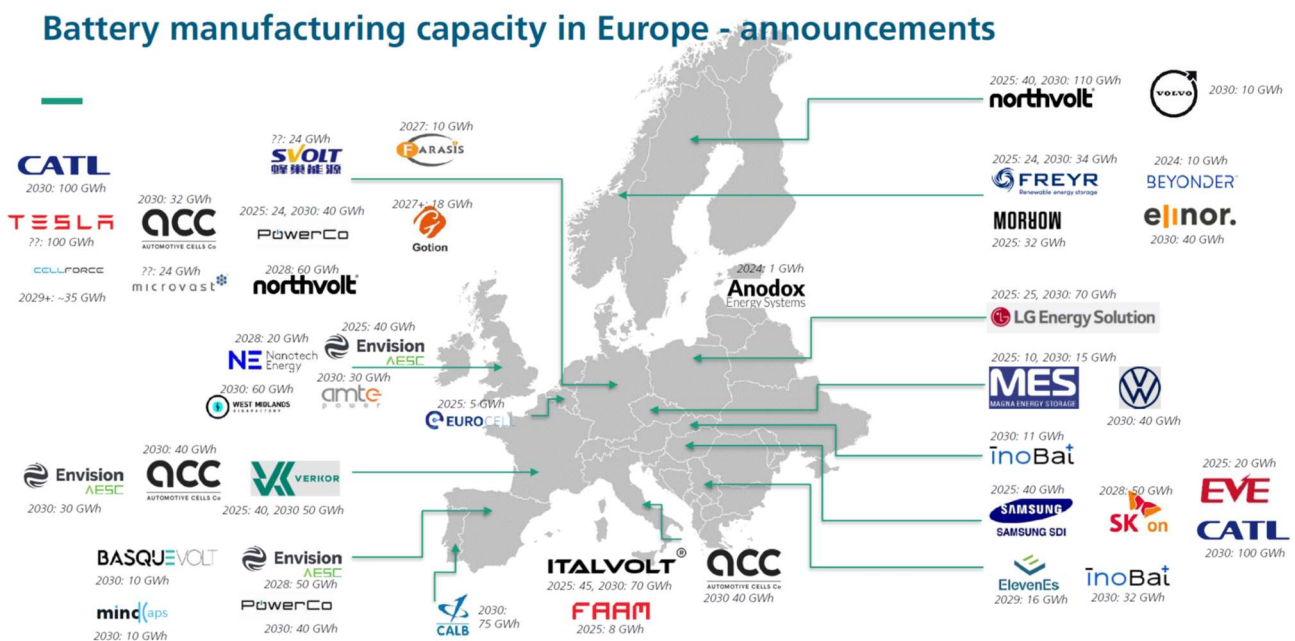 Battery manufacturing capacity in Europe - announcements
CATL
2030: 100 GWh
TESLA
??: 100 GWh
CELLFORCE
2029+: ~35 GWh
2030: 32 GWh
acc
AUTOMOTIVE CELLS Co
??: 24 GWh
microvast
??: 24 GWh
SVOLT
蜂巢能源
2025: 24, 2030: 40 GWh
PowerCo
2028: 60 GWh
northvolt
2027: 10 GWh
FARASIS
2027+: 18 GWh
Gotion
2028: 20 GWh
NE Nanotech
Energy
2025: 40 GWh
Envision
AESC
2030: 60 GWh
WEST MIDLANDS
GIGAFACTORY
2030: 30 GWh
amte
power
2025: 5 GWh
EUROCELL
Envision
AESC
2030: 30 GWh
2030: 40 GWh
acc
AUTOMOTIVE CELLS Co
VERKOR
2025: 40, 2030 50 GWh
BASQUEVOLT
2030: 10 GWh
Envision
AESC
2028: 50 GWh
mindCaps
2030: 10 GWh
PowerCo
2030: 40 GWh
CALB
2030:
75 GWh
ITALVOLT®
2025: 45, 2030: 70 GWh
FAAM
2025: 8 GWh
acc
AUTOMOTIVE CELLS Co
2030 40 GWh
2024: 1 GWh
Anodox
Energy Systems
2025: 40, 2030: 110 GWh
northvolt
VOLVO
2030: 10 GWh
2025: 24, 2030: 34 GWh
FREYR
Renewable energy storage
2024: 10 GWh
BEYONDER
MORROW
2025: 32 GWh
elinor.
2030: 40 GWh
2025: 25, 2030: 70 GWh
LG Energy Solution
2025: 10, 2030: 15 GWh
MES
MAGNA ENERGY STORAGE
VW
2030: 40 GWh
2030: 11 GWh
inoBat
2025: 40 GWh
SAMSUNG
SAMSUNG SDI
2028: 50 GWh
SK on
2025: 20 GWh
EVE
CATL
2030: 100 GWh
ElevenEs
2029: 16 GWh
inoBat
2030: 32 GWh